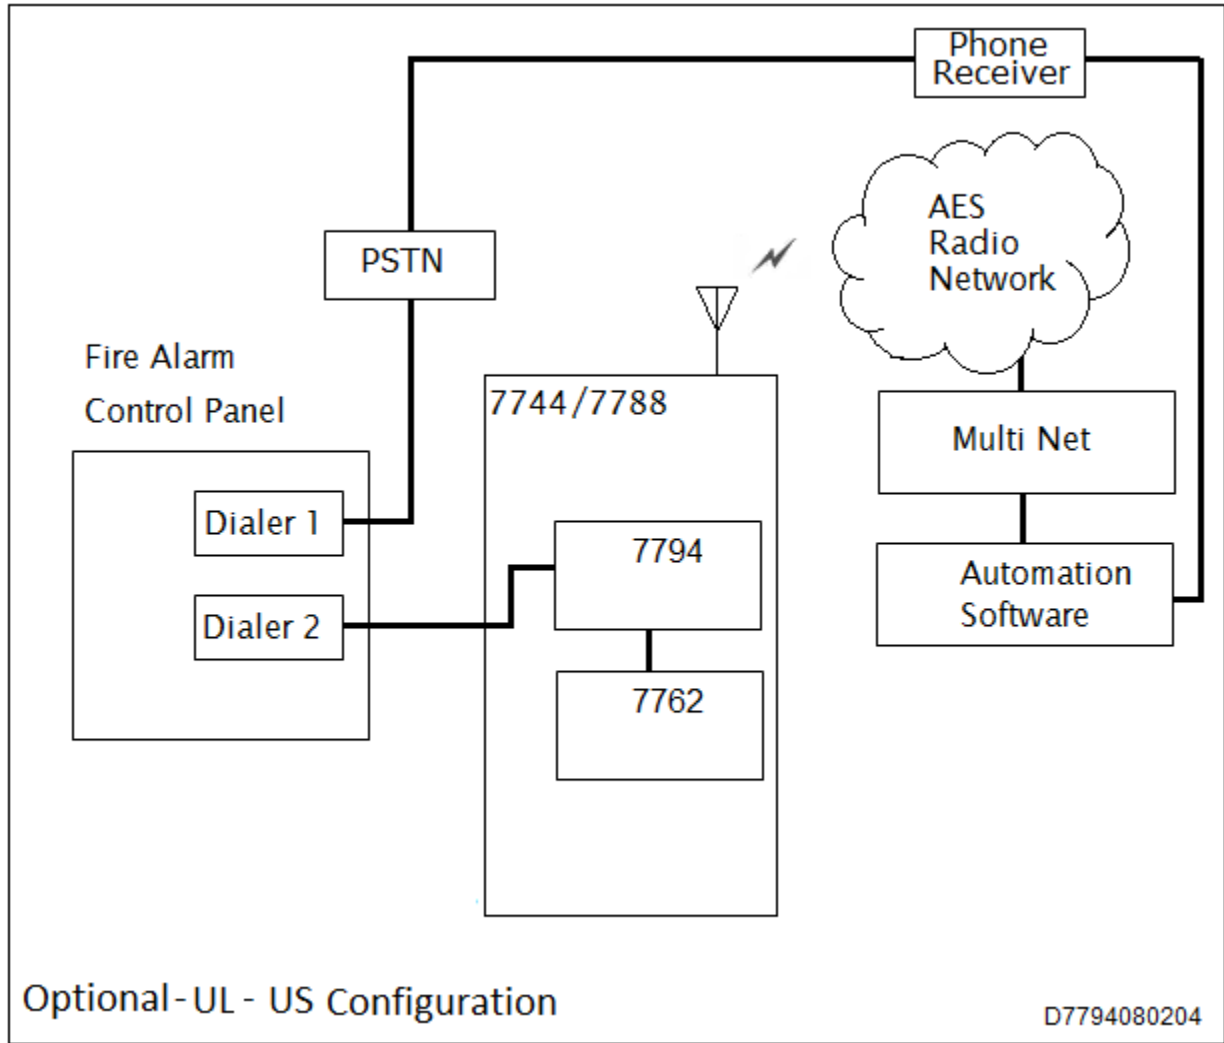 Phone
Receiver
AES
Radio
Network
PSTN
Fire Alarm
Control Panel
7744/7788
Multi Net
Dialer 1
7794
Automation
Software
Dialer 2
7762
Optional - UL - US Configuration
D7794080204